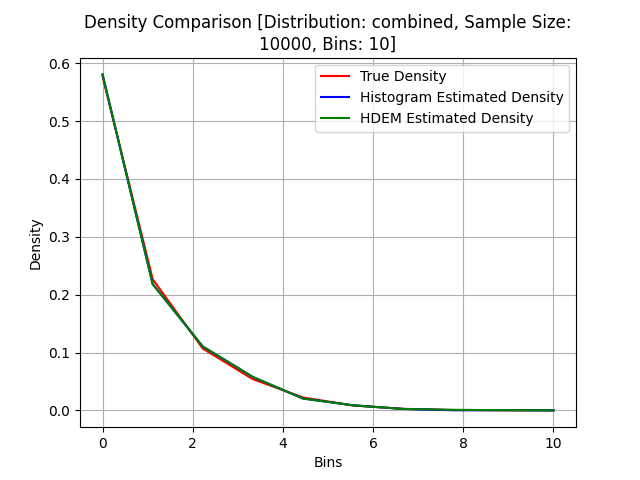 Density Comparison [Distribution: combined, Sample Size:
10000, Bins: 10]
True Density
Histogram Estimated Density
HDEM Estimated Density
Density
0.6
0.5
0.4
0.3
0.2
0.1
0.0
0 2 4 6 8 10
Bins